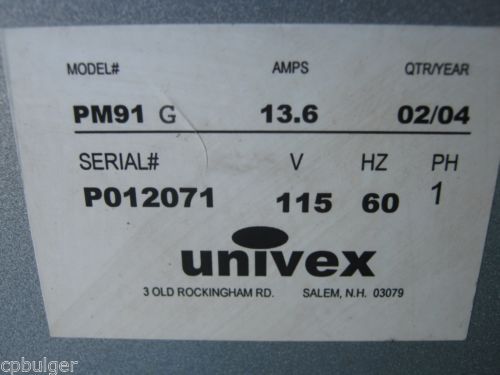 MODEL# AMPS QTR/YEAR
PM91 G 13.6 02/04
SERIAL# V HZ PH
P012071 115 60 1
univex
3 OLD ROCKINGHAM RD. SALEM, N.H. 03079
cpbulger
cpbulger